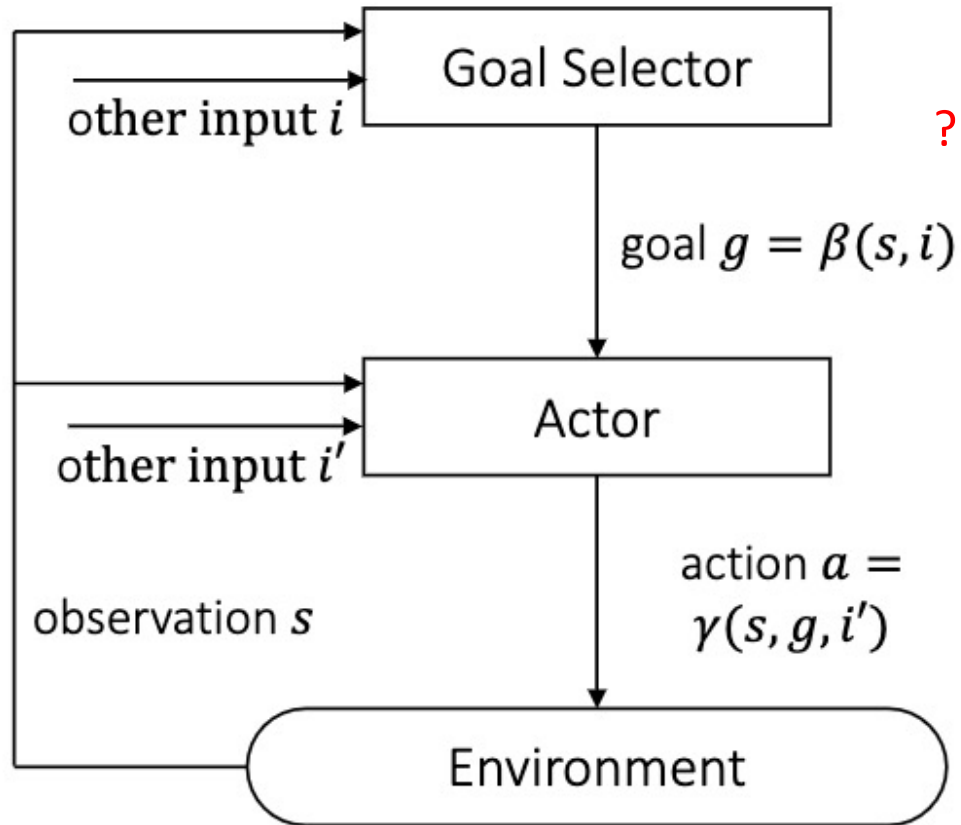 Goal Selector
other input i
?
goal g = β(s, i)
Actor
other input i′
action a =
γ(s, g, i′)
observation s
Environment